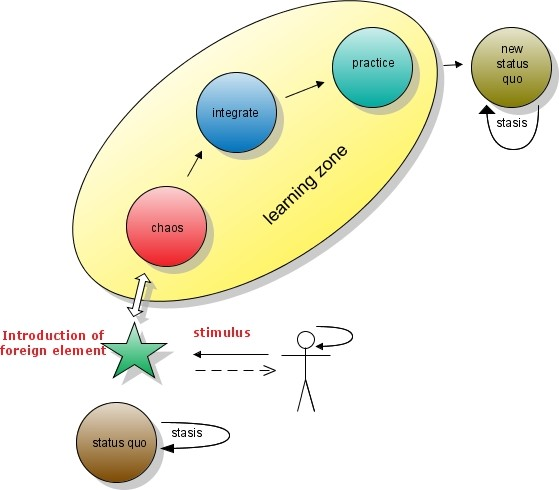 new
status
quo
stasis
practice
integrate
learning zone
chaos
Introduction of
foreign element
stimulus
status quo
stasis